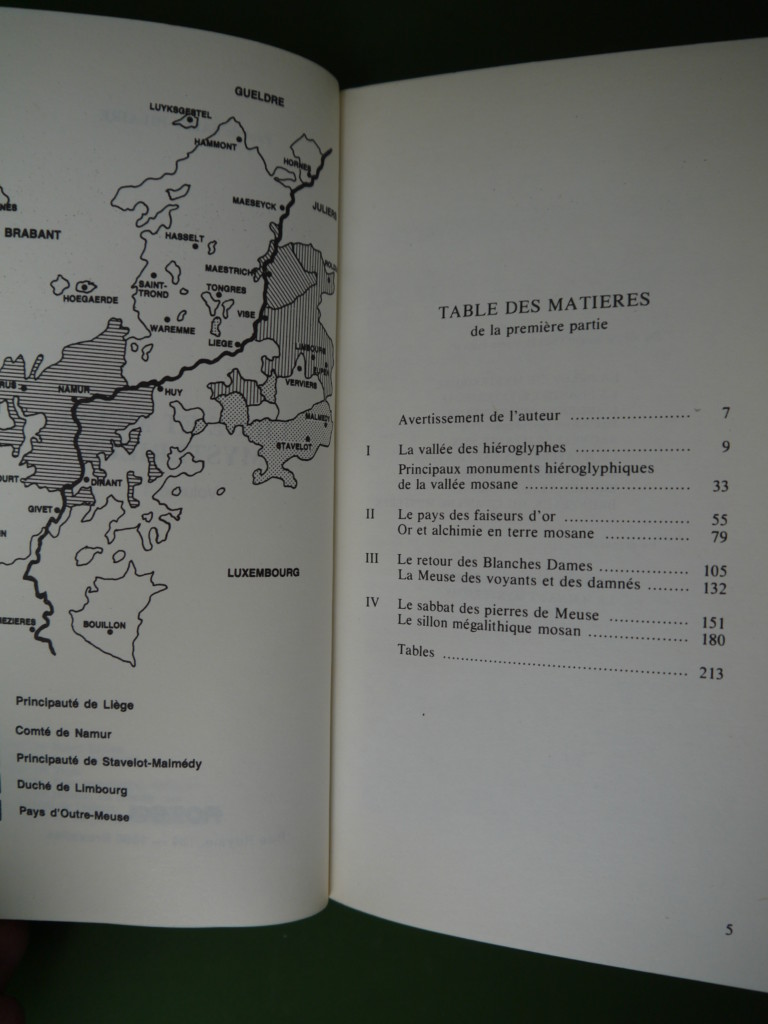 GUELDRE
LUYKSGESTEL
HAMMONT
HORNES
MAESEYCK
JULIERS
BRABANT
HASSELT
MAESTRICH
SAINT-
TROND
TONGRES
HOEGAERDE
VISE
WAREMME
LIEGE
LIMBOURG
EUPEN
VERVIERS
NAMUR
HUY
MALMEDY
STAVELOT
DINANT
GIVET
LUXEMBOURG
BOUILLON
Principauté de Liège
Comté de Namur
Principauté de Stavelot-Malmédy
Duché de Limbourg
Pays d'Outre-Meuse
TABLE DES MATIERES
de la première partie
Avertissement de l'auteur ........................ 7
I La vallée des hiéroglyphes ........................ 9
Principaux monuments hiéroglyphiques
de la vallée mosane ................................ 33
II Le pays des faiseurs d'or ........................ 55
Or et alchimie en terre mosane ................ 79
III Le retour des Blanches Dames .................. 105
La Meuse des voyants et des damnés ........ 132
IV Le sabbat des pierres de Meuse ................ 151
Le sillon mégalithique mosan .................... 180
Tables ................................................ 213
5